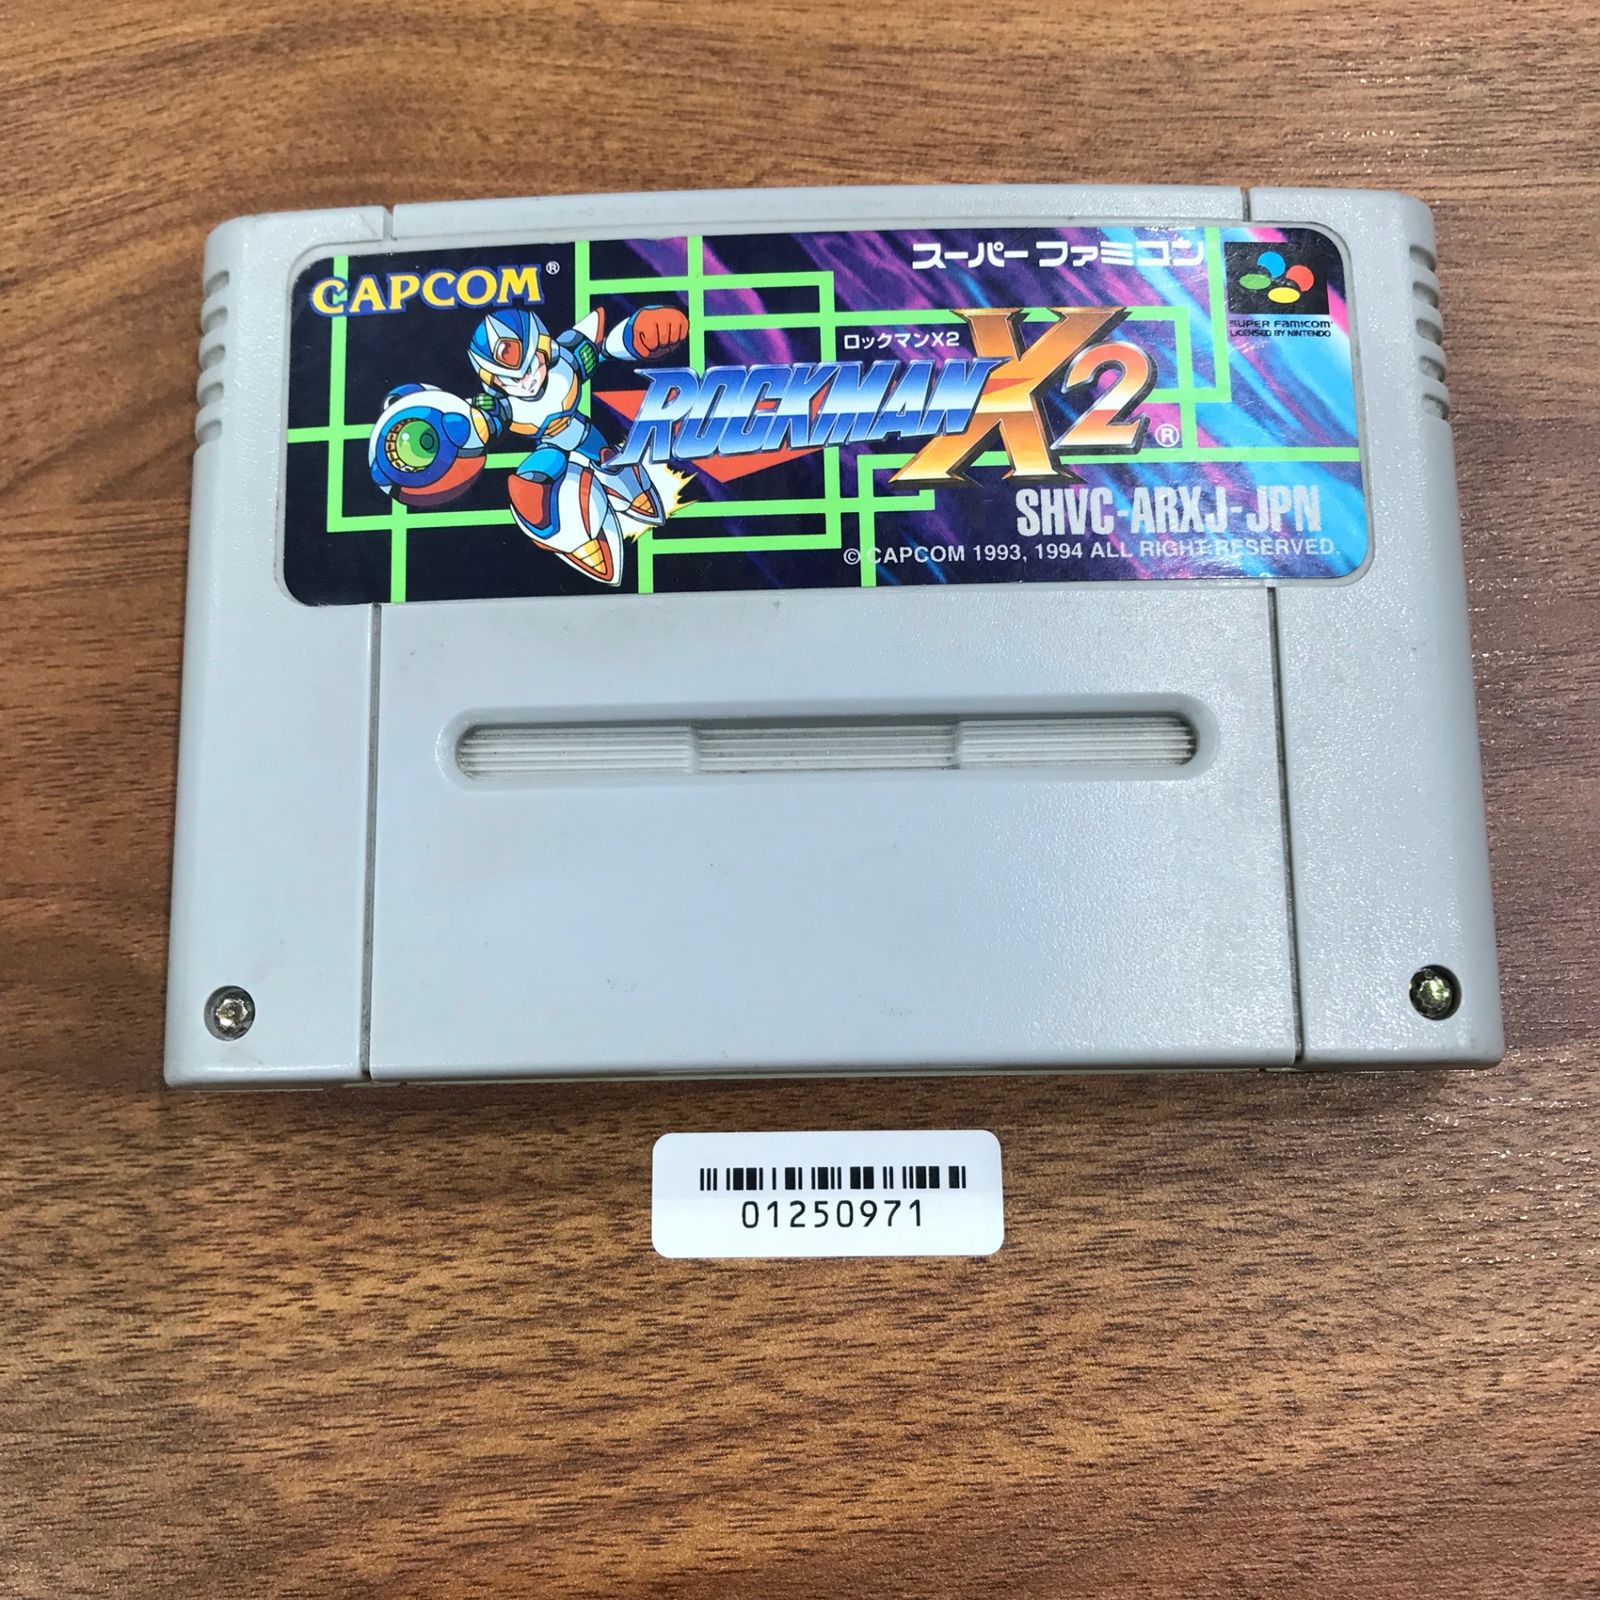 CAPCOM®
スーパーファミコン
SUPER FAMICOM
LICENSED BY NINTENDO
ロックマンX2
ROCKMAN X2®
SHVC-ARXJ-JPN
© CAPCOM 1993, 1994 ALL RIGHT RESERVED.
01250971